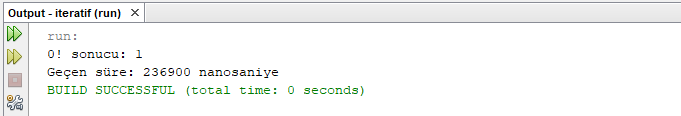 Output - iteratif (run)
run:
0! sonucu: 1
Geçen süre: 236900 nanosaniye
BUILD SUCCESSFUL (total time: 0 seconds)